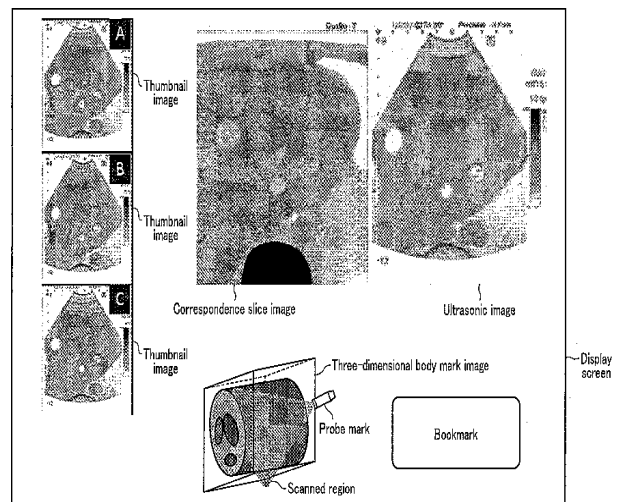 A
Thumbnail
image
B
Thumbnail
image
C
Thumbnail
image
Correspondence slice image
Ultrasonic image
Display
screen
Three-dimensional body mark image
Probe mark
Scanned region
Bookmark